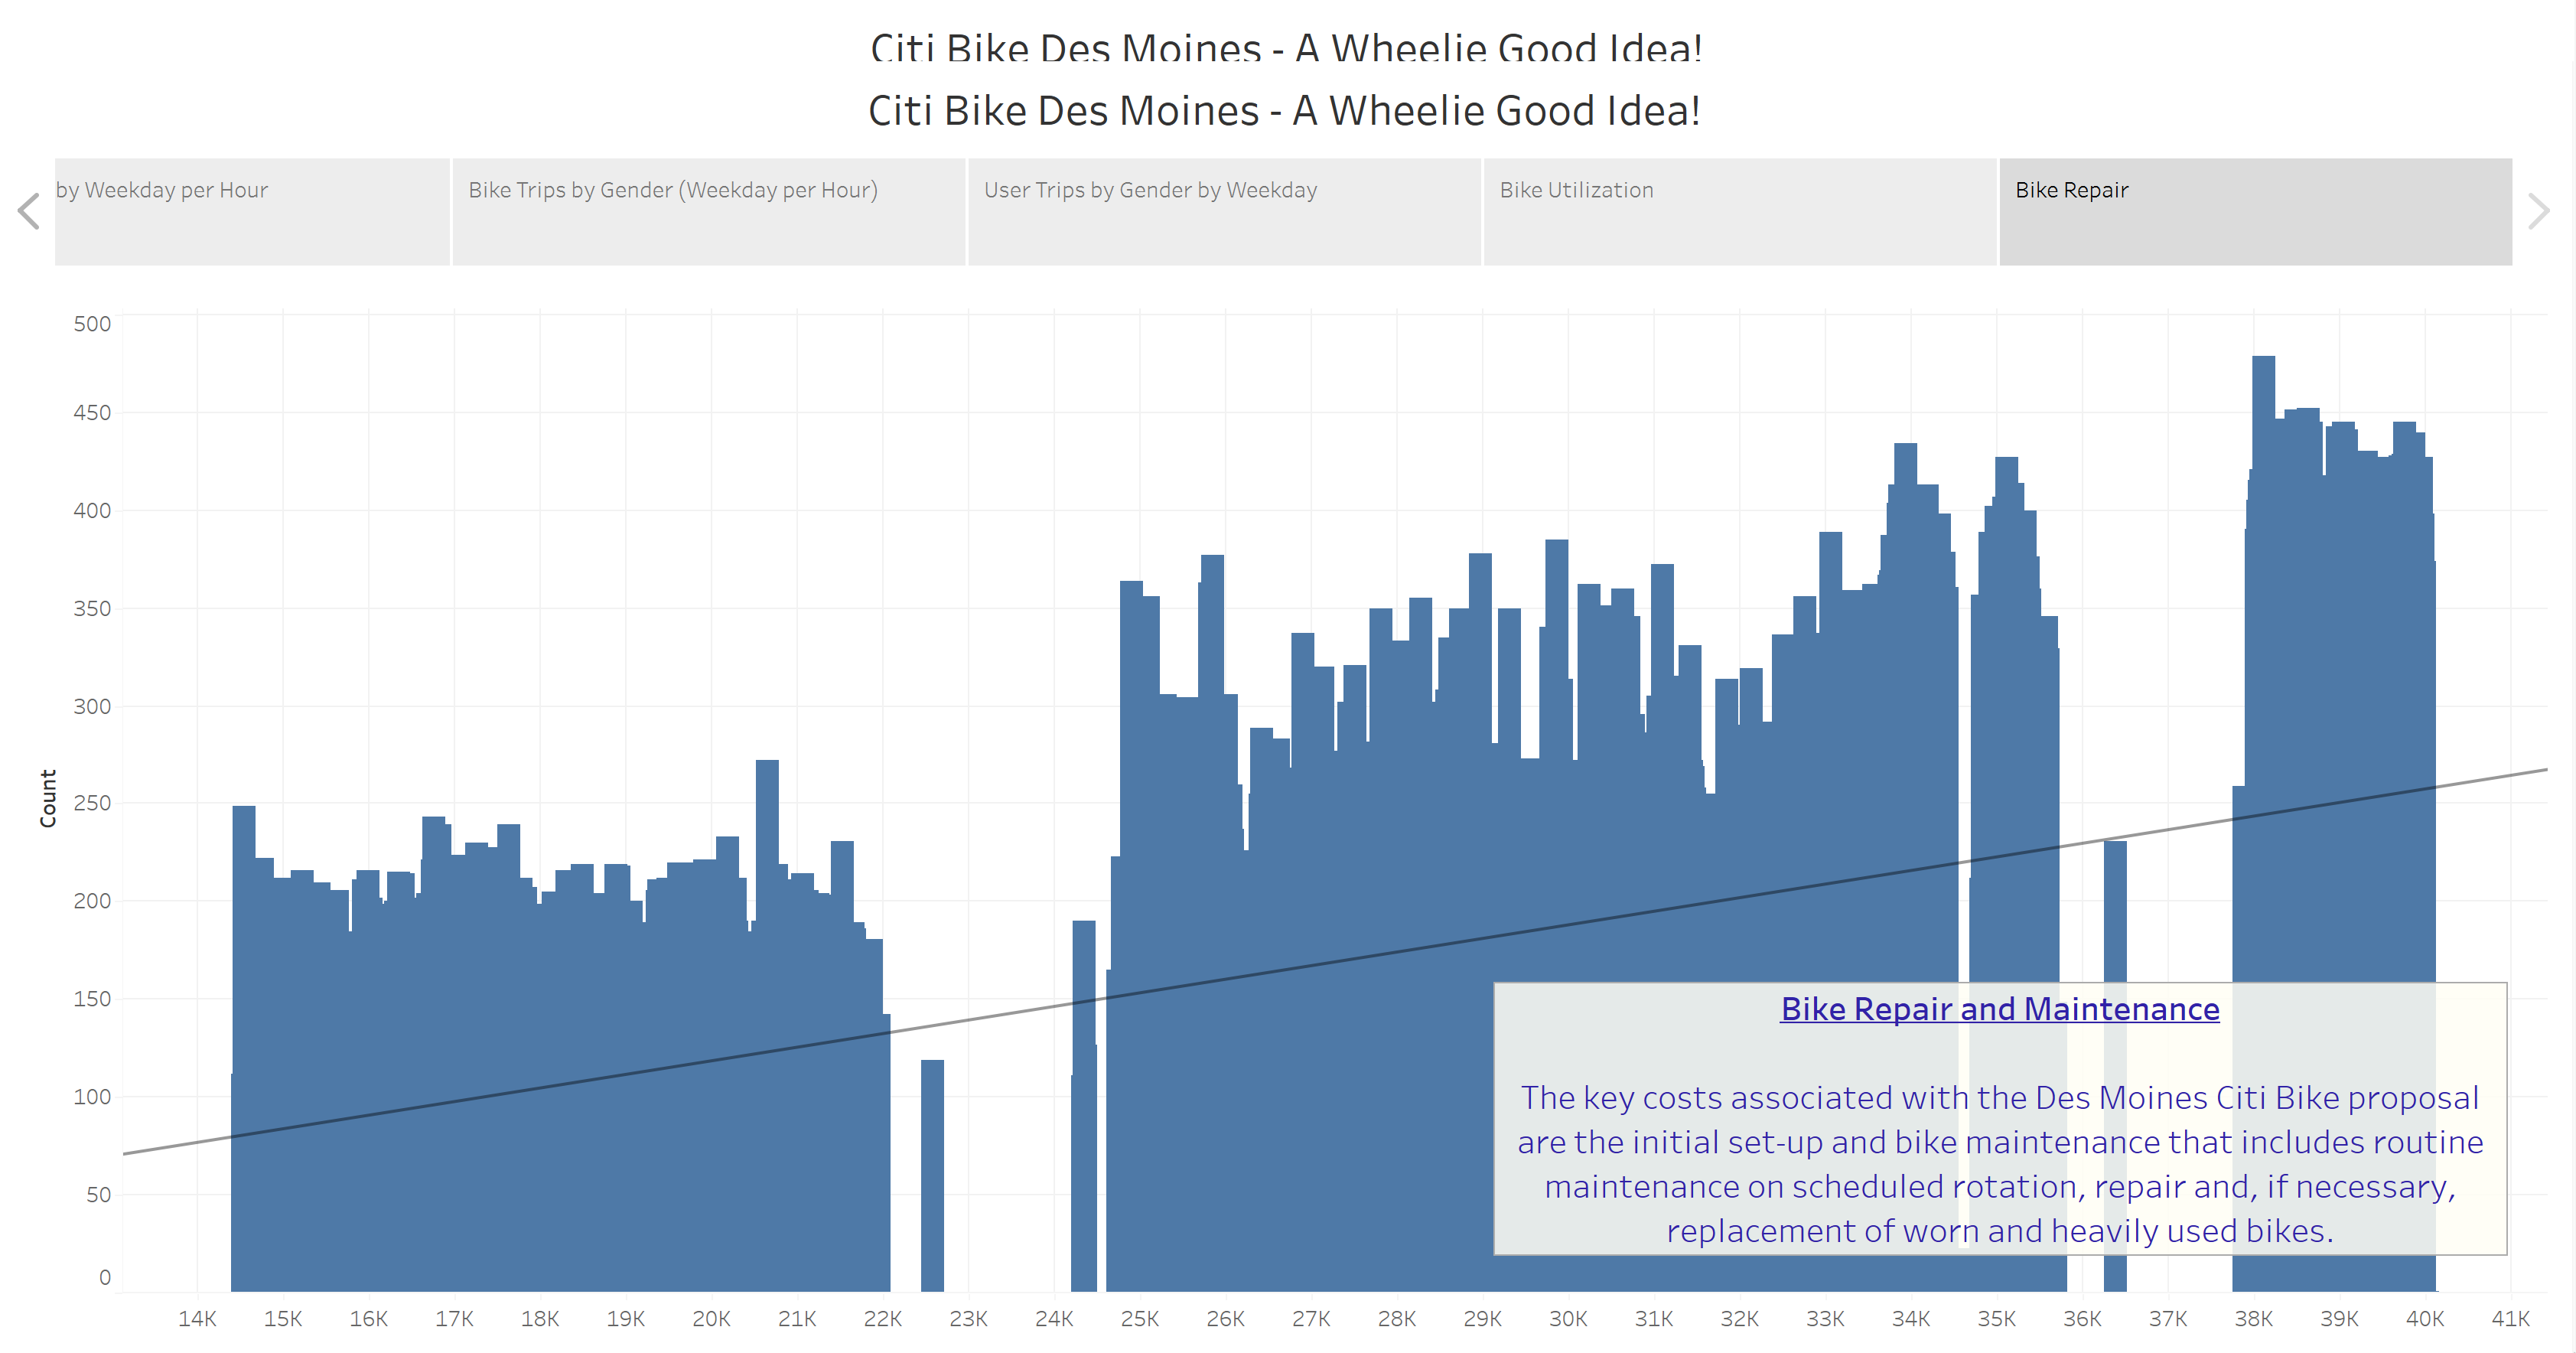 Citi Bike Des Moines - A Wheelie Good Idea!
Citi Bike Des Moines - A Wheelie Good Idea!
by Weekday per Hour
Bike Trips by Gender (Weekday per Hour)
User Trips by Gender by Weekday
Bike Utilization
Bike Repair
500
450
400
350
300
250
200
150
100
50
0
Count
Bike Repair and Maintenance
The key costs associated with the Des Moines Citi Bike proposal
are the initial set-up and bike maintenance that includes routine
maintenance on scheduled rotation, repair and, if necessary,
replacement of worn and heavily used bikes.
14K 15K 16K 17K 18K 19K 20K 21K 22K 23K 24K 25K 26K 27K 28K 29K 30K 31K 32K 33K 34K 35K 36K 37K 38K 39K 40K 41K